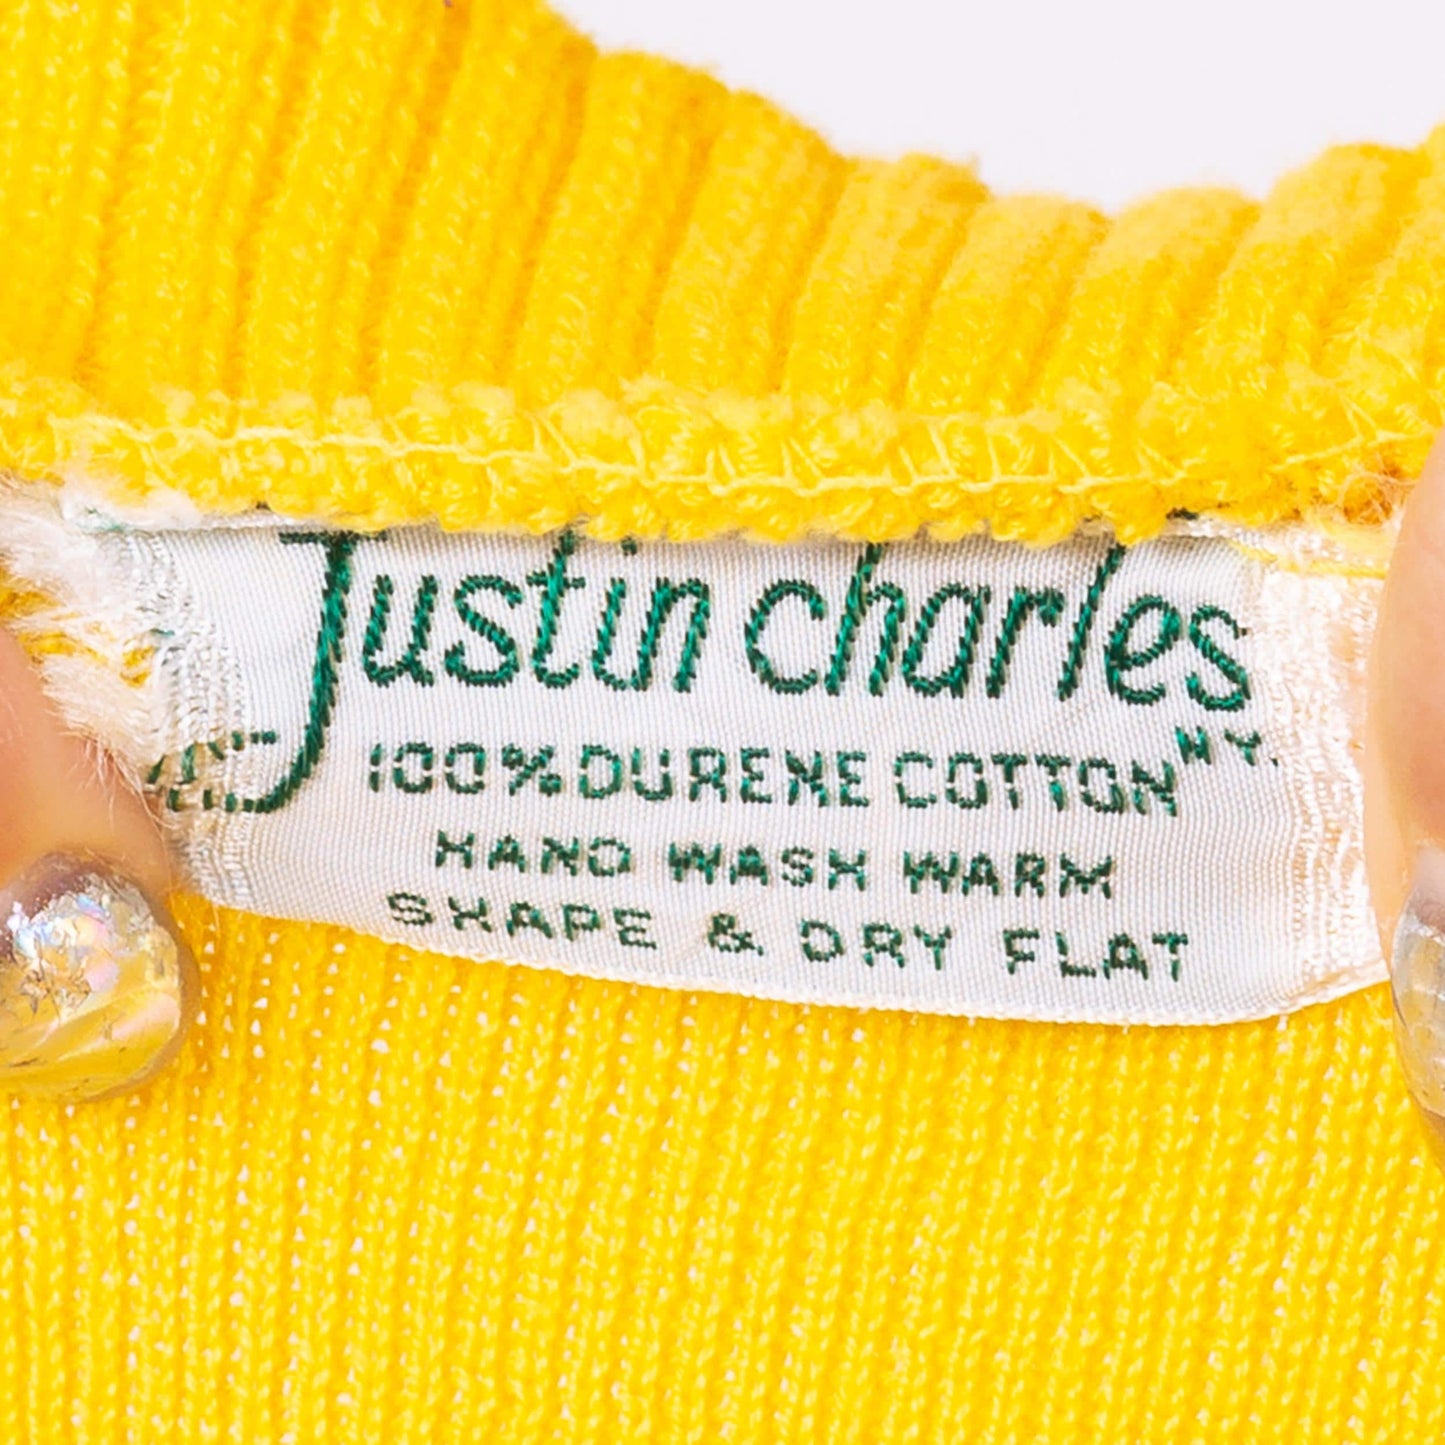 Justin charles
N.Y.
100% DURENE COTTON
HAND WASH WARM
SHAPE & DRY FLAT